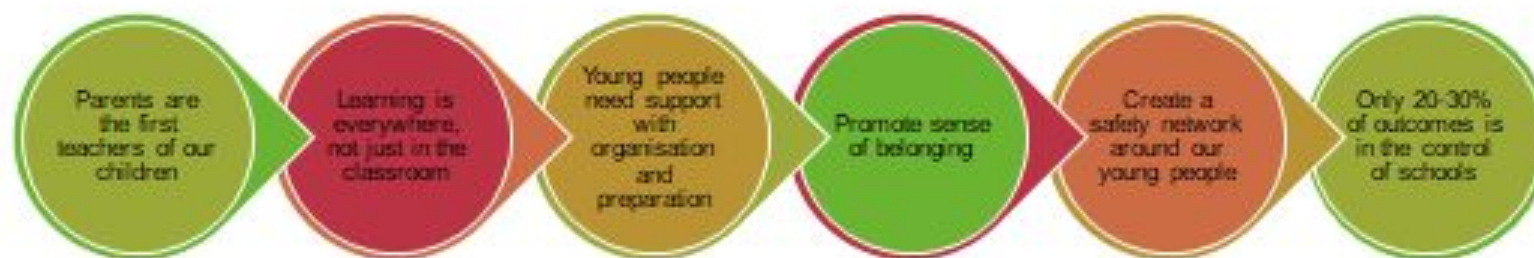 Parents are
the first
teachers of our
children
Learning is
everywhere,
not just in the
classroom
Young people
need support
with
organisation
and
preparation
Promote sense
of belonging
Create a
safety network
around our
young people
Only 20-30%
of outcomes is
in the control
of schools